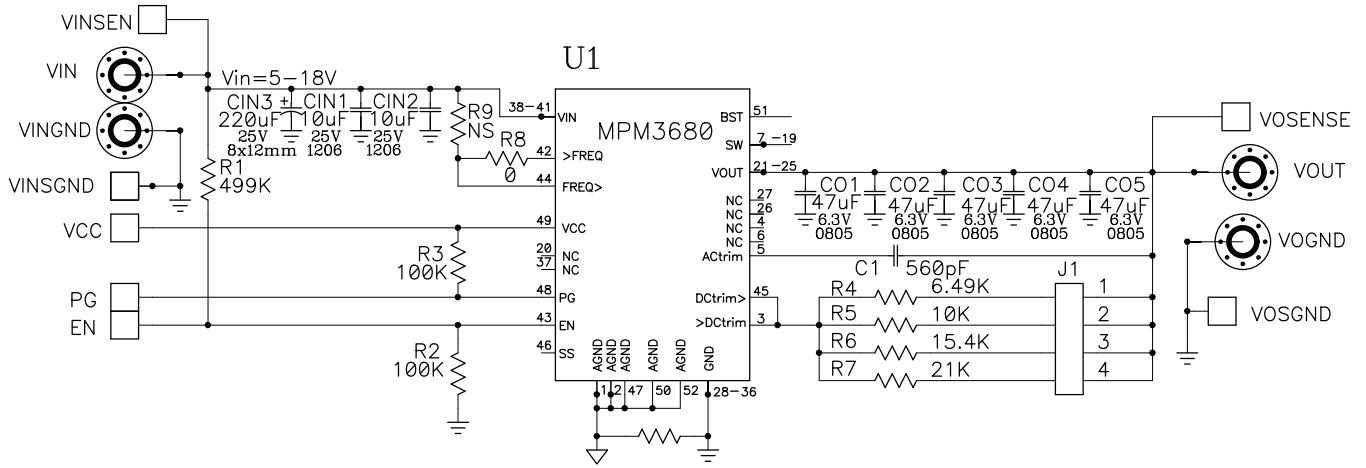 VINSEN
VIN
VINGND
VINSGND
VCC
PG
EN
Vin=5-18V
CIN3
+
220uF
25V
8x12mm
CIN1
10uF
25V
1206
CIN2
10uF
25V
1206
R9
NS
R8
0
R1
499K
R3
100K
R2
100K
U1
MPM3680
38-41
VIN
42
>FREQ
44
FREQ>
49
VCC
20
NC
37
NC
48
PG
43
EN
46
SS
AGND
AGND
AGND
AGND
AGND
GND
1
2
47
50
52
28-36
BST
51
SW
7-19
VOUT
21-25
NC
27
NC
26
NC
4
NC
6
ACtrim
5
DCtrim>
45
>DCtrim
3
CO1
47uF
6.3V
0805
CO2
47uF
6.3V
0805
CO3
47uF
6.3V
0805
CO4
47uF
6.3V
0805
CO5
47uF
6.3V
0805
C1
560pF
J1
R4
6.49K
1
R5
10K
2
R6
15.4K
3
R7
21K
4
VOSENSE
VOUT
VOGND
VOSGND